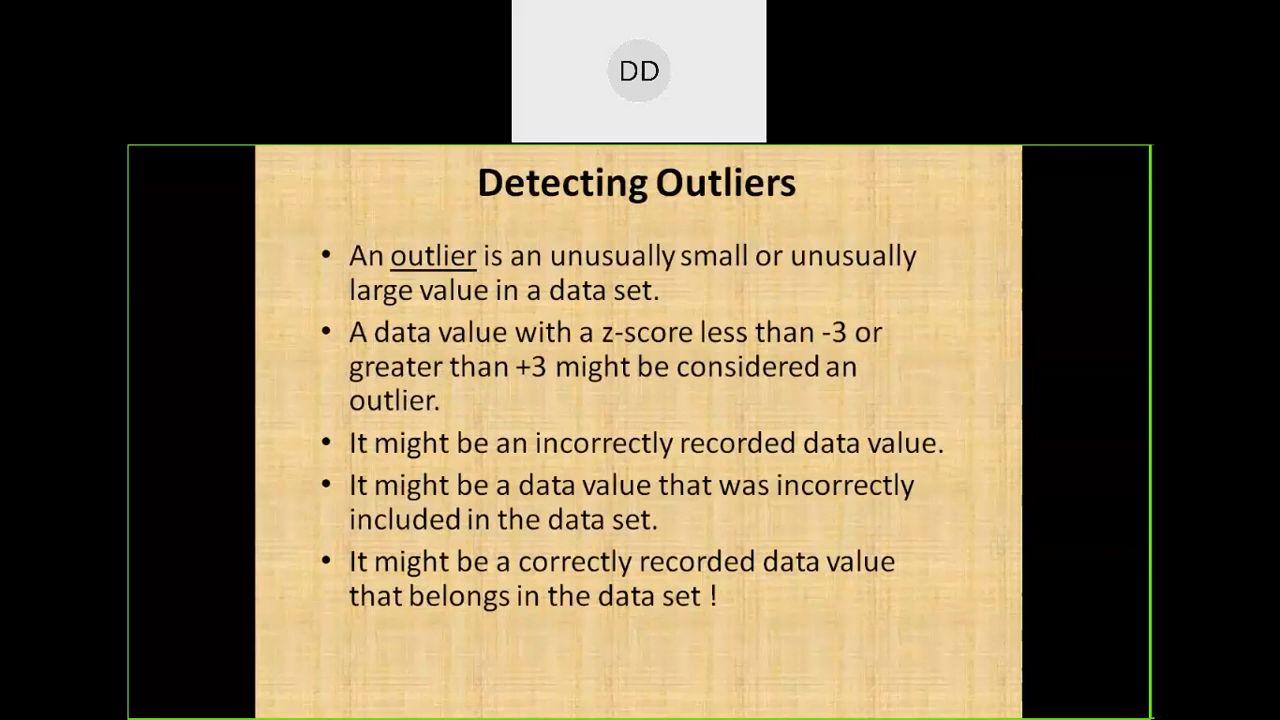 DD
Detecting Outliers
• An outlier is an unusually small or unusually
large value in a data set.
• A data value with a z-score less than -3 or
greater than +3 might be considered an
outlier.
• It might be an incorrectly recorded data value.
• It might be a data value that was incorrectly
included in the data set.
• It might be a correctly recorded data value
that belongs in the data set !